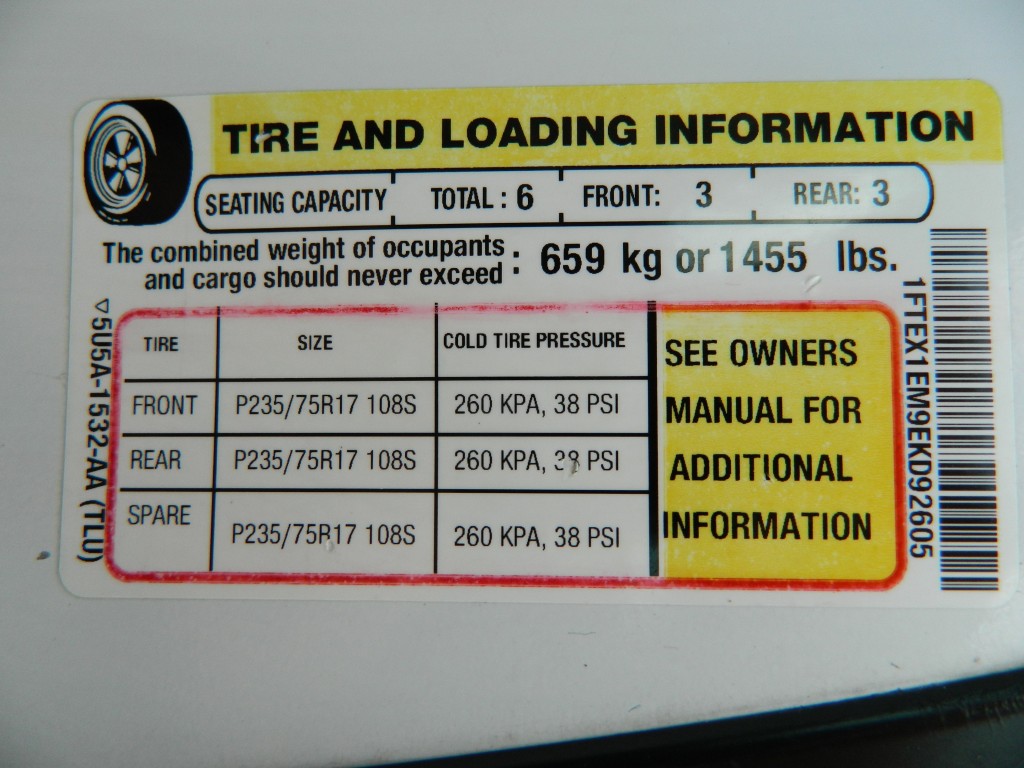 TIRE AND LOADING INFORMATION
SEATING CAPACITY TOTAL : 6 FRONT: 3 REAR: 3
The combined weight of occupants
and cargo should never exceed : 659 kg or 1455 lbs.
TIRE SIZE COLD TIRE PRESSURE
FRONT P235/75R17 108S 260 KPA, 38 PSI
REAR P235/75R17 108S 260 KPA, 38 PSI
SPARE P235/75R17 108S 260 KPA, 38 PSI
SEE OWNERS
MANUAL FOR
ADDITIONAL
INFORMATION
5U5A-1532-AA (TLU)
1FTEX1EM9EKD92605